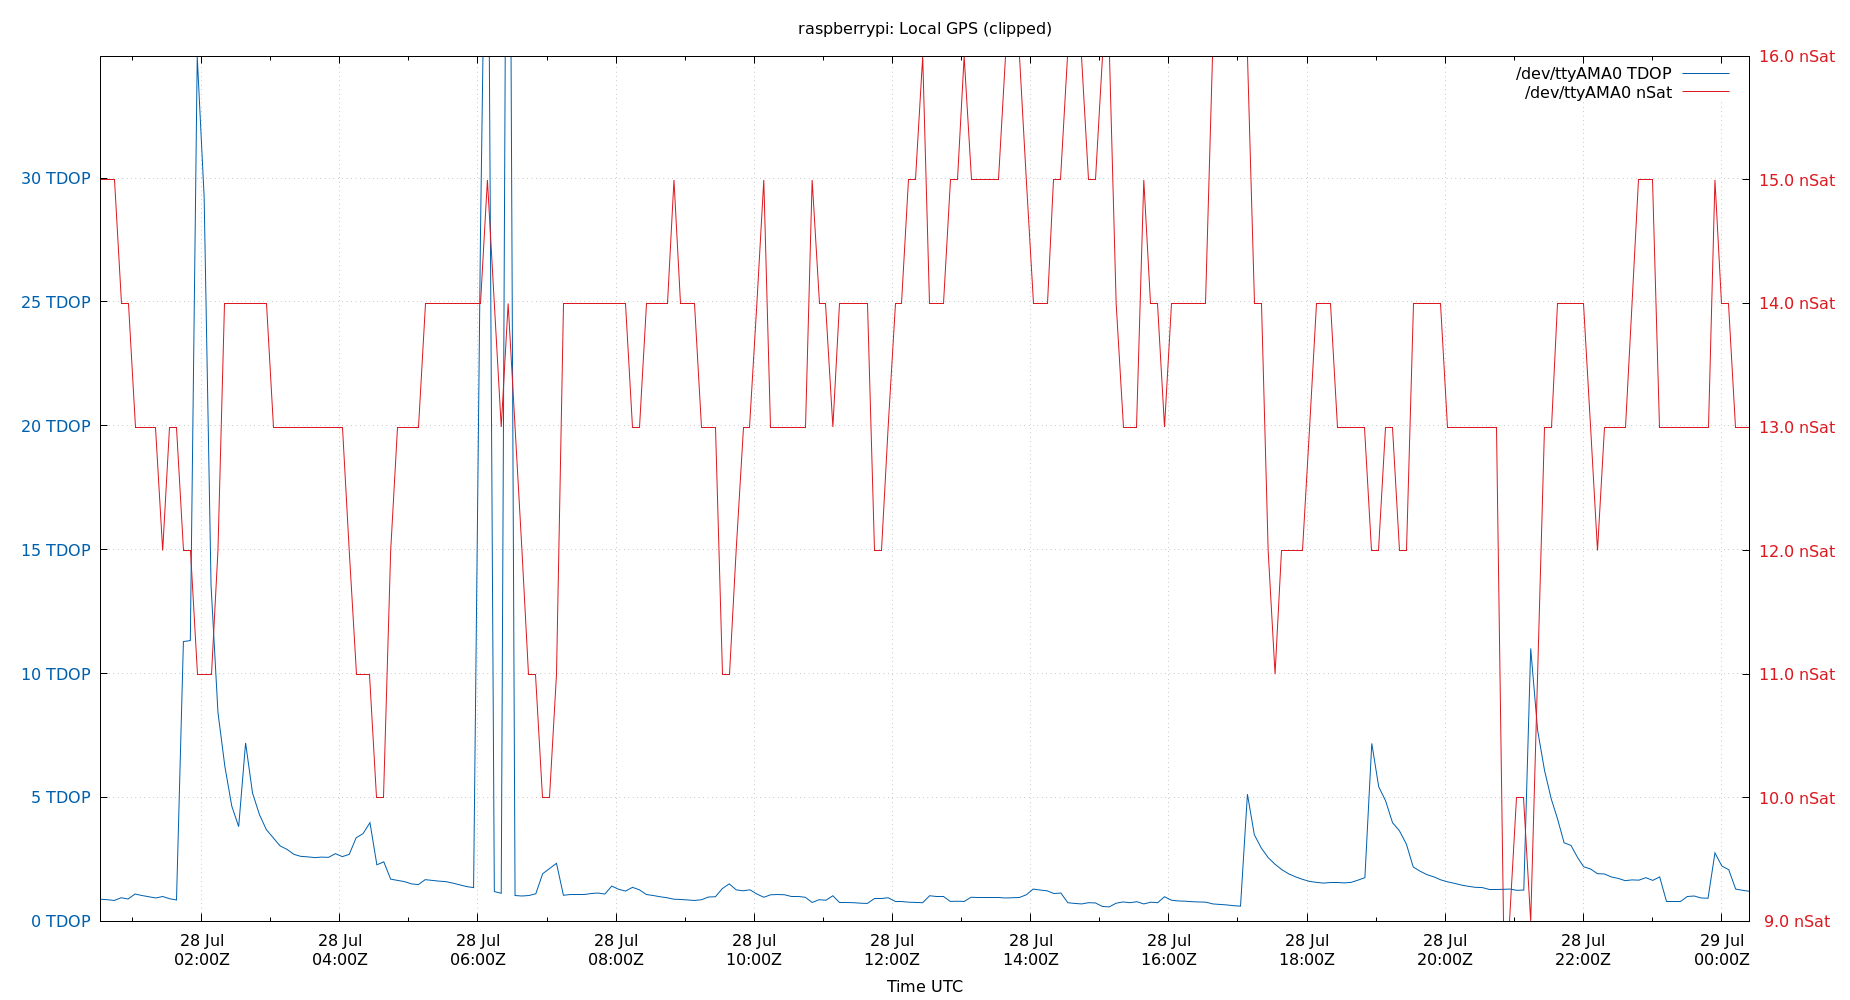 raspberrypi: Local GPS (clipped)
/dev/ttyAMA0 TDOP
/dev/ttyAMA0 nSat
30 TDOP
25 TDOP
20 TDOP
15 TDOP
10 TDOP
5 TDOP
0 TDOP
16.0 nSat
15.0 nSat
14.0 nSat
13.0 nSat
12.0 nSat
11.0 nSat
10.0 nSat
9.0 nSat
28 Jul
02:00Z
28 Jul
04:00Z
28 Jul
06:00Z
28 Jul
08:00Z
28 Jul
10:00Z
28 Jul
12:00Z
28 Jul
14:00Z
28 Jul
16:00Z
28 Jul
18:00Z
28 Jul
20:00Z
28 Jul
22:00Z
29 Jul
00:00Z
Time UTC